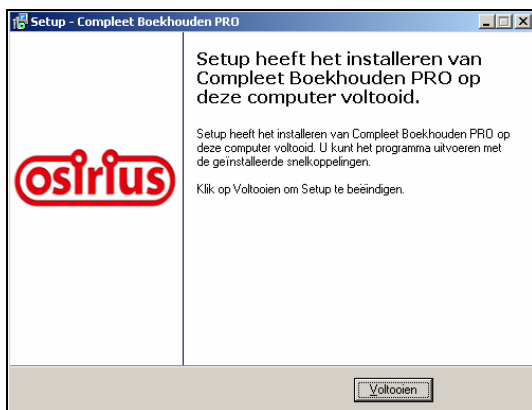 Setup - Compleet Boekhouden PRO
Setup heeft het installeren van
Compleet Boekhouden PRO op
deze computer voltooid.
Setup heeft het installeren van Compleet Boekhouden PRO op
deze computer voltooid. U kunt het programma uitvoeren met
de geïnstalleerde snelkoppelingen.
Klik op Voltooien om Setup te beëindigen.
osirius
Voltooien